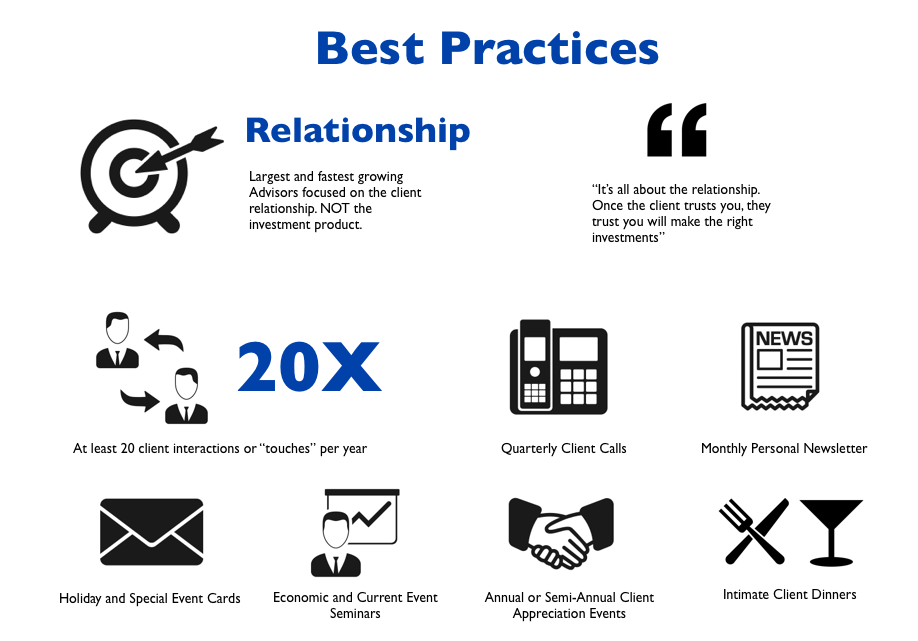 Best Practices
Relationship
Largest and fastest growing
Advisors focused on the client
relationship. NOT the
investment product.
“It’s all about the relationship.
Once the client trusts you, they
trust you will make the right
investments”
20X
At least 20 client interactions or “touches” per year
Quarterly Client Calls
NEWS
Monthly Personal Newsletter
Holiday and Special Event Cards
Economic and Current Event
Seminars
Annual or Semi-Annual Client
Appreciation Events
Intimate Client Dinners